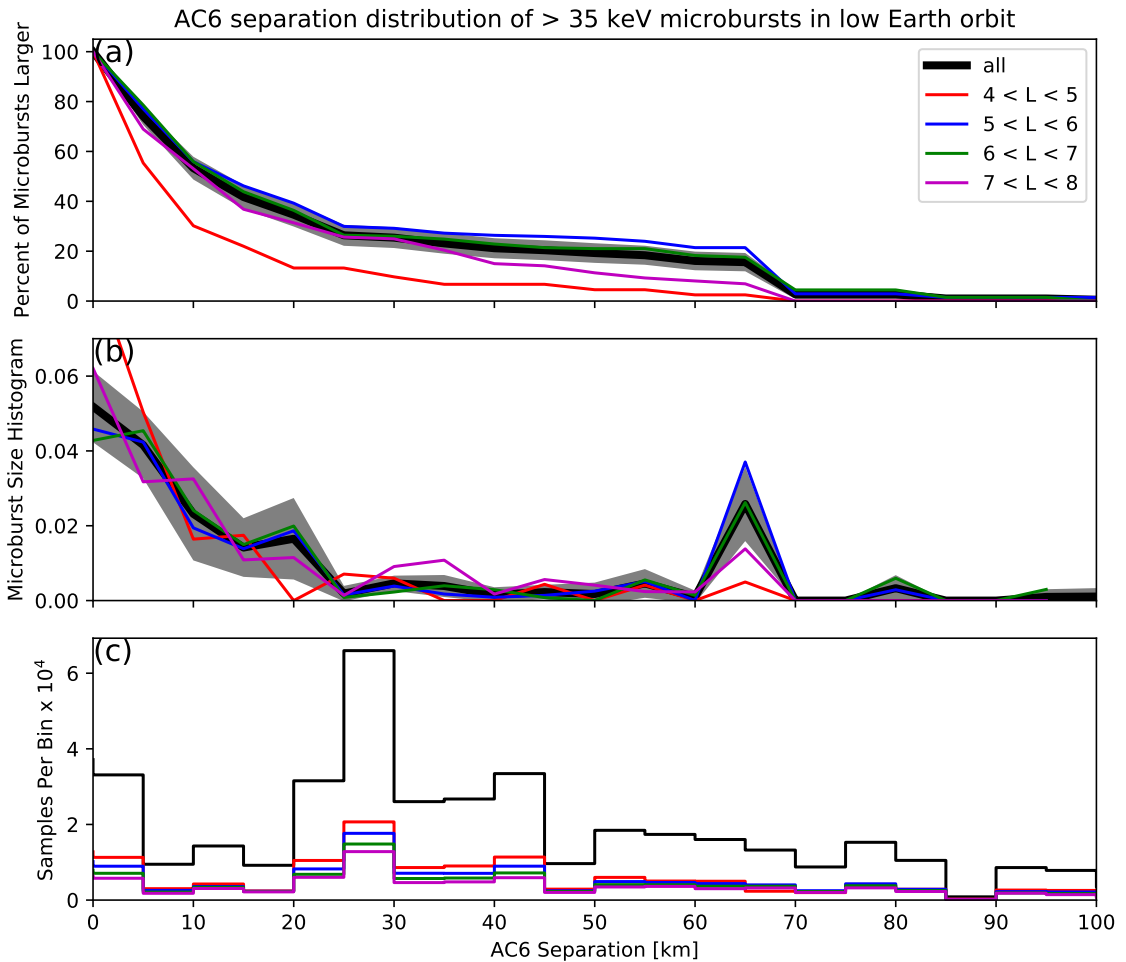 AC6 separation distribution of > 35 keV microbursts in low Earth orbit
(a)
Percent of Microbursts Larger
100
80
60
40
20
0
all
4 < L < 5
5 < L < 6
6 < L < 7
7 < L < 8
(b)
Microburst Size Histogram
0.06
0.04
0.02
0.00
(c)
Samples Per Bin x 10⁴
6
4
2
0
0 10 20 30 40 50 60 70 80 90 100
AC6 Separation [km]